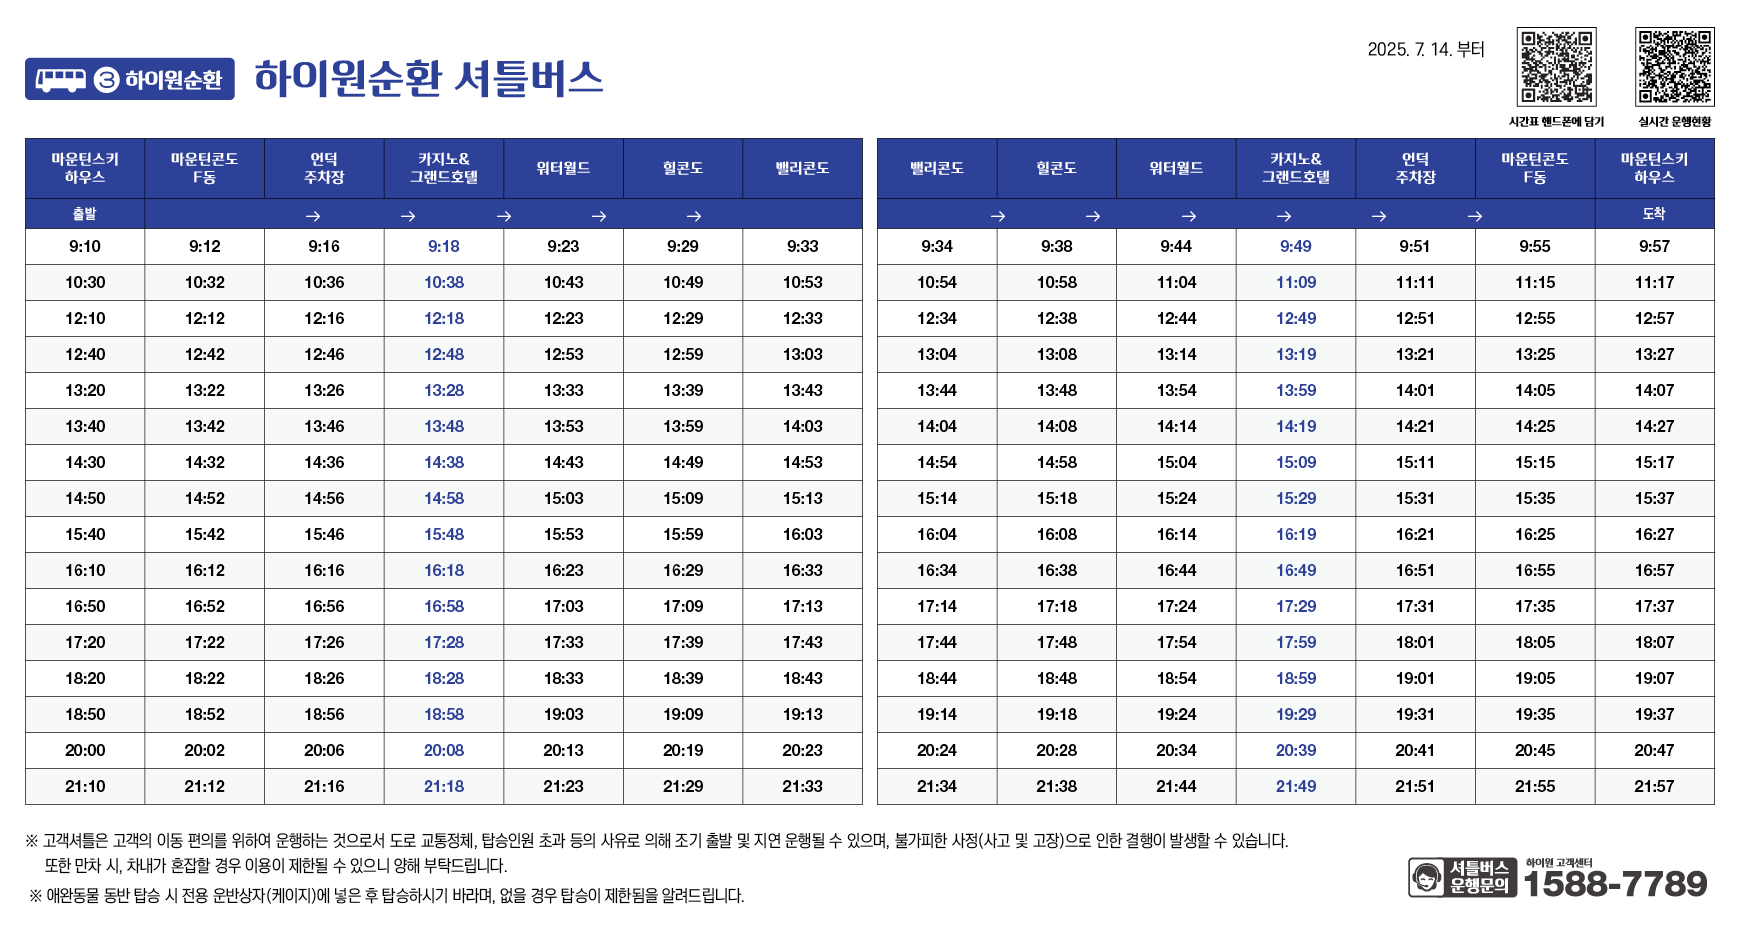 3 하이원순환 하이원순환 셔틀버스
2025. 7. 14. 부터
시간표 핸드폰에 담기 실시간 운행현황
마운틴스키 하우스 마운틴콘도 F동 언덕 주차장 카지노& 그랜드호텔 워터월드 힐콘도 밸리콘도
출발 → → → → →
9:10 9:12 9:16 9:18 9:23 9:29 9:33
10:30 10:32 10:36 10:38 10:43 10:49 10:53
12:10 12:12 12:16 12:18 12:23 12:29 12:33
12:40 12:42 12:46 12:48 12:53 12:59 13:03
13:20 13:22 13:26 13:28 13:33 13:39 13:43
13:40 13:42 13:46 13:48 13:53 13:59 14:03
14:30 14:32 14:36 14:38 14:43 14:49 14:53
14:50 14:52 14:56 14:58 15:03 15:09 15:13
15:40 15:42 15:46 15:48 15:53 15:59 16:03
16:10 16:12 16:16 16:18 16:23 16:29 16:33
16:50 16:52 16:56 16:58 17:03 17:09 17:13
17:20 17:22 17:26 17:28 17:33 17:39 17:43
18:20 18:22 18:26 18:28 18:33 18:39 18:43
18:50 18:52 18:56 18:58 19:03 19:09 19:13
20:00 20:02 20:06 20:08 20:13 20:19 20:23
21:10 21:12 21:16 21:18 21:23 21:29 21:33
밸리콘도 힐콘도 워터월드 카지노& 그랜드호텔 언덕 주차장 마운틴콘도 F동 마운틴스키 하우스
→ → → → → → 도착
9:34 9:38 9:44 9:49 9:51 9:55 9:57
10:54 10:58 11:04 11:09 11:11 11:15 11:17
12:34 12:38 12:44 12:49 12:51 12:55 12:57
13:04 13:08 13:14 13:19 13:21 13:25 13:27
13:44 13:48 13:54 13:59 14:01 14:05 14:07
14:04 14:08 14:14 14:19 14:21 14:25 14:27
14:54 14:58 15:04 15:09 15:11 15:15 15:17
15:14 15:18 15:24 15:29 15:31 15:35 15:37
16:04 16:08 16:14 16:19 16:21 16:25 16:27
16:34 16:38 16:44 16:49 16:51 16:55 16:57
17:14 17:18 17:24 17:29 17:31 17:35 17:37
17:44 17:48 17:54 17:59 18:01 18:05 18:07
18:44 18:48 18:54 18:59 19:01 19:05 19:07
19:14 19:18 19:24 19:29 19:31 19:35 19:37
20:24 20:28 20:34 20:39 20:41 20:45 20:47
21:34 21:38 21:44 21:49 21:51 21:55 21:57
※ 고객셔틀은 고객의 이동 편의를 위하여 운행하는 것으로서 도로 교통정체, 탑승인원 초과 등의 사유로 의해 조기 출발 및 지연 운행될 수 있으며, 불가피한 사정(사고 및 고장)으로 인한 결행이 발생할 수 있습니다.
또한 만차 시, 차내가 혼잡할 경우 이용이 제한될 수 있으니 양해 부탁드립니다.
※ 애완동물 동반 탑승 시 전용 운반상자(케이지)에 넣은 후 탑승하시기 바라며, 없을 경우 탑승이 제한됨을 알려드립니다.
셔틀버스
운행문의
하이원 고객센터
1588-7789